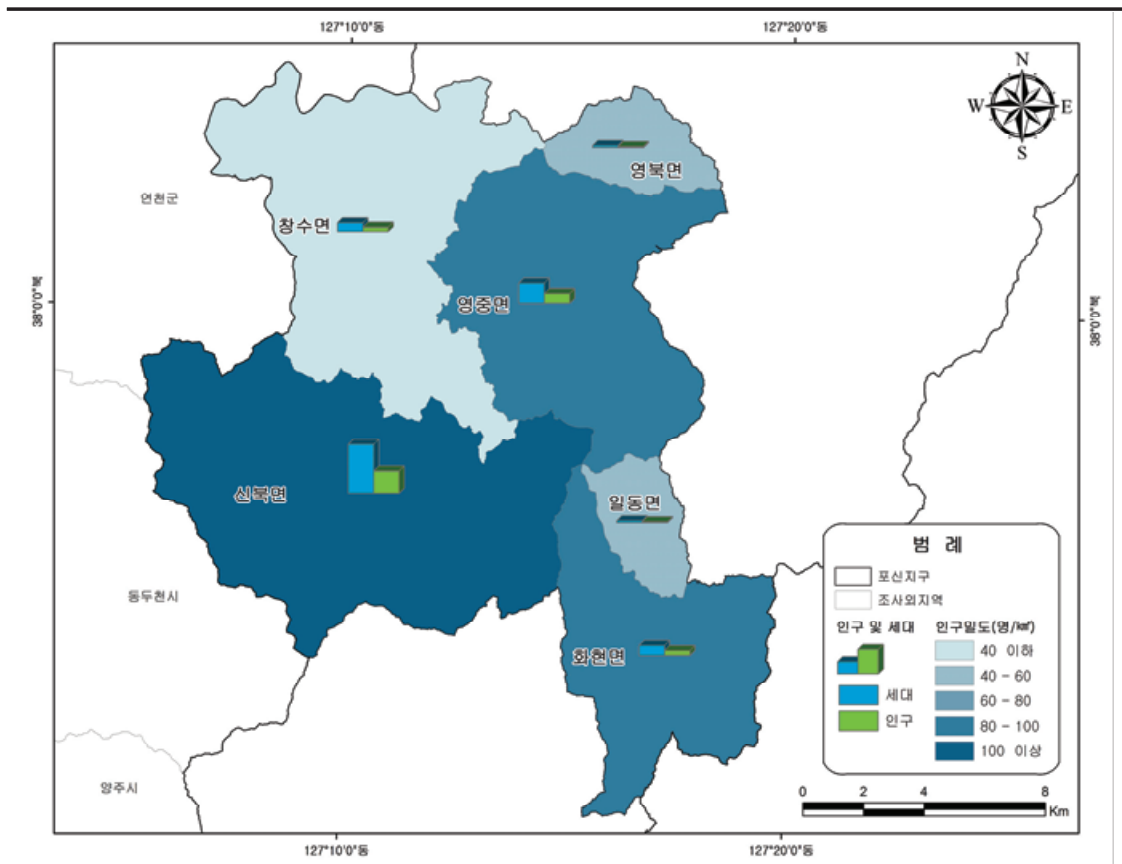 127°10'0"동
127°20'0"동
N
W
E
S
영북면
연천군
창수면
38°0'0"북
영중면
38°0'0"북
신북면
일동면
동두천시
화현면
양주시
범 례
포신지구
조사외지역
인구 및 세대
세대
인구
인구밀도(명/㎢)
40 이하
40 - 60
60 - 80
80 - 100
100 이상
0 2 4 8
Km
127°10'0"동
127°20'0"동